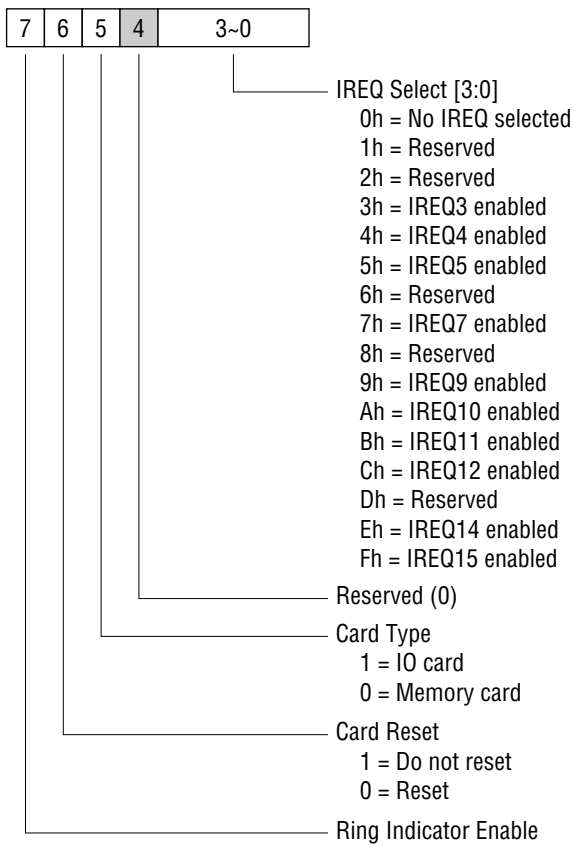 7 6 5 4 3~0
IREQ Select [3:0]
0h = No IREQ selected
1h = Reserved
2h = Reserved
3h = IREQ3 enabled
4h = IREQ4 enabled
5h = IREQ5 enabled
6h = Reserved
7h = IREQ7 enabled
8h = Reserved
9h = IREQ9 enabled
Ah = IREQ10 enabled
Bh = IREQ11 enabled
Ch = IREQ12 enabled
Dh = Reserved
Eh = IREQ14 enabled
Fh = IREQ15 enabled
Reserved (0)
Card Type
1 = IO card
0 = Memory card
Card Reset
1 = Do not reset
0 = Reset
Ring Indicator Enable